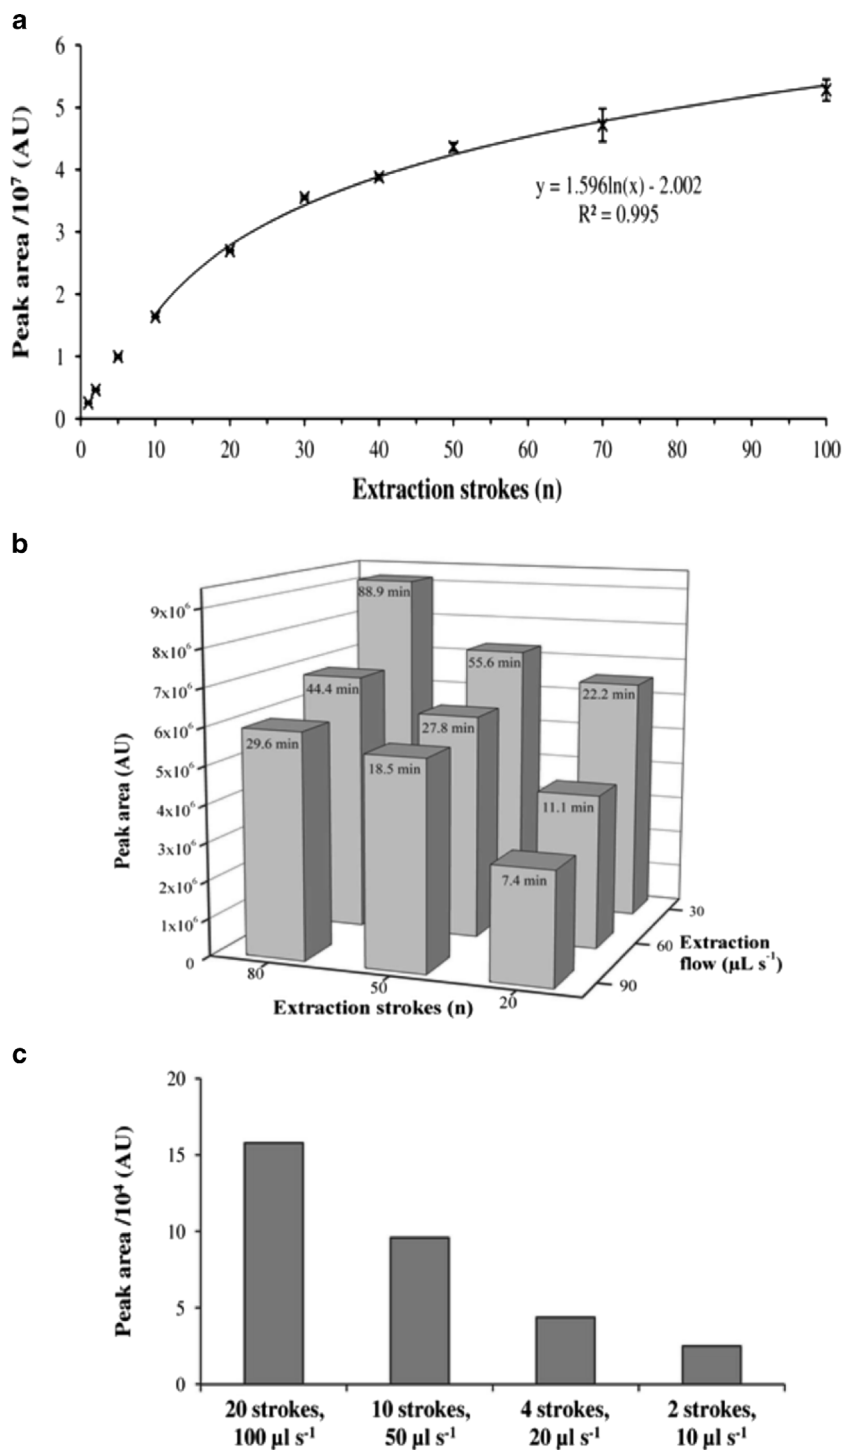 a
6
5
4
3
2
1
0
Peak area /10⁷ (AU)
y = 1.596ln(x) - 2.002
R² = 0.995
0 10 20 30 40 50 60 70 80 90 100
Extraction strokes (n)
b
9x10⁶
8x10⁶
7x10⁶
6x10⁶
5x10⁶
4x10⁶
3x10⁶
2x10⁶
1x10⁶
0
Peak area (AU)
88.9 min
55.6 min
22.2 min
44.4 min
27.8 min
11.1 min
29.6 min
18.5 min
7.4 min
80
50
20
Extraction strokes (n)
30
60
90
Extraction
flow (µL s⁻¹)
c
20
15
10
5
0
Peak area /10⁴ (AU)
20 strokes,
100 µl s⁻¹
10 strokes,
50 µl s⁻¹
4 strokes,
20 µl s⁻¹
2 strokes,
10 µl s⁻¹